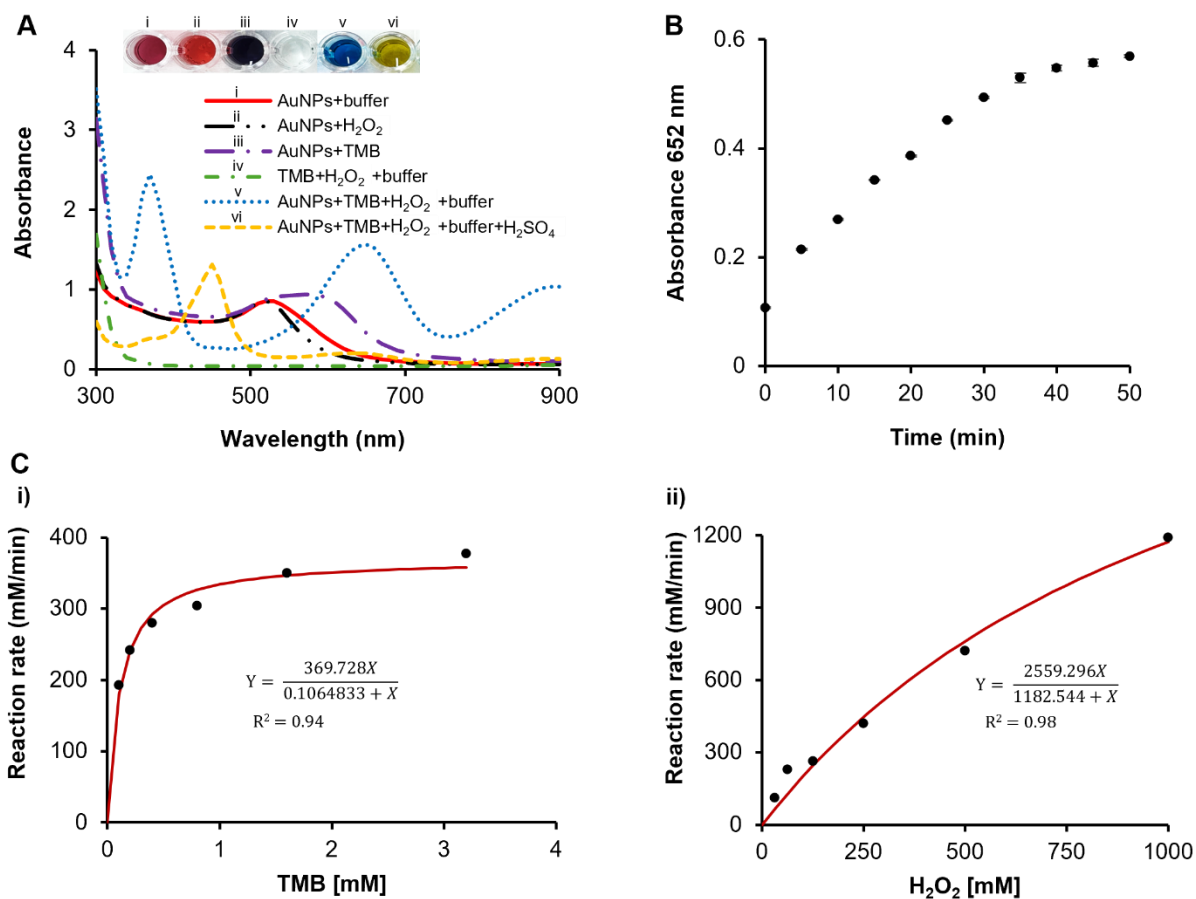 A
i ii iii iv v vi
4
3
2
1
0
Absorbance
i AuNPs+buffer
ii AuNPs+H₂O₂
iii AuNPs+TMB
iv TMB+H₂O₂ +buffer
v AuNPs+TMB+H₂O₂ +buffer
vi AuNPs+TMB+H₂O₂ +buffer+H₂SO₄
300 500 700 900
Wavelength (nm)
B
0.6
0.4
0.2
0
Absorbance 652 nm
0 10 20 30 40 50
Time (min)
C
i)
400
300
200
100
0
Reaction rate (mM/min)
Y = 369.728X / 0.1064833 + X
R² = 0.94
0 1 2 3 4
TMB [mM]
ii)
1200
900
600
300
0
Reaction rate (mM/min)
Y = 2559.296X / 1182.544 + X
R² = 0.98
0 250 500 750 1000
H₂O₂ [mM]